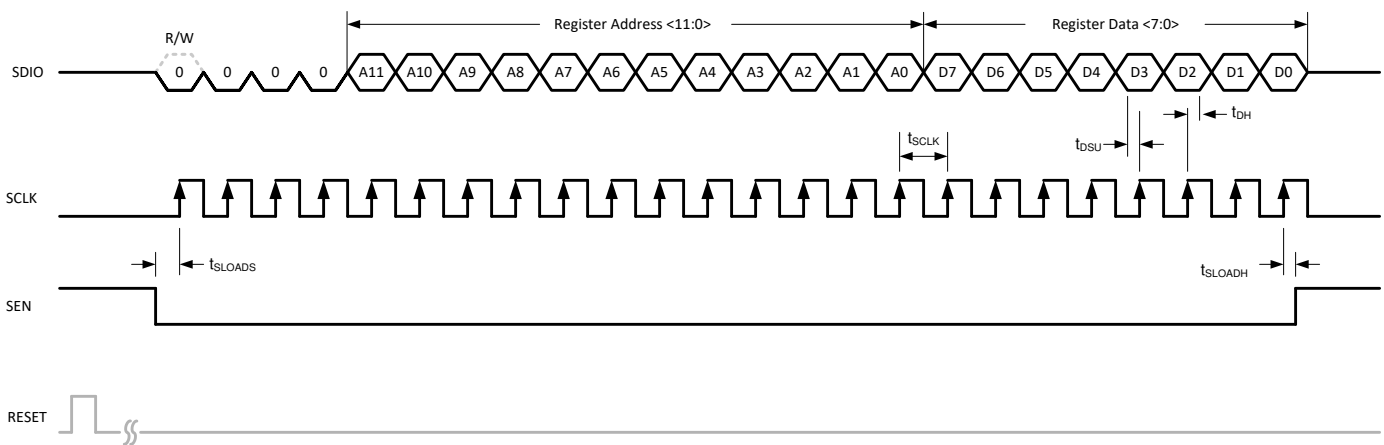 Register Address <11:0> Register Data <7:0>
R/W
SDIO 0 0 0 0 A11 A10 A9 A8 A7 A6 A5 A4 A3 A2 A1 A0 D7 D6 D5 D4 D3 D2 D1 D0
tDH
tSCLK tDSU
SCLK
tSLOADS tSLOADH
SEN
RESET